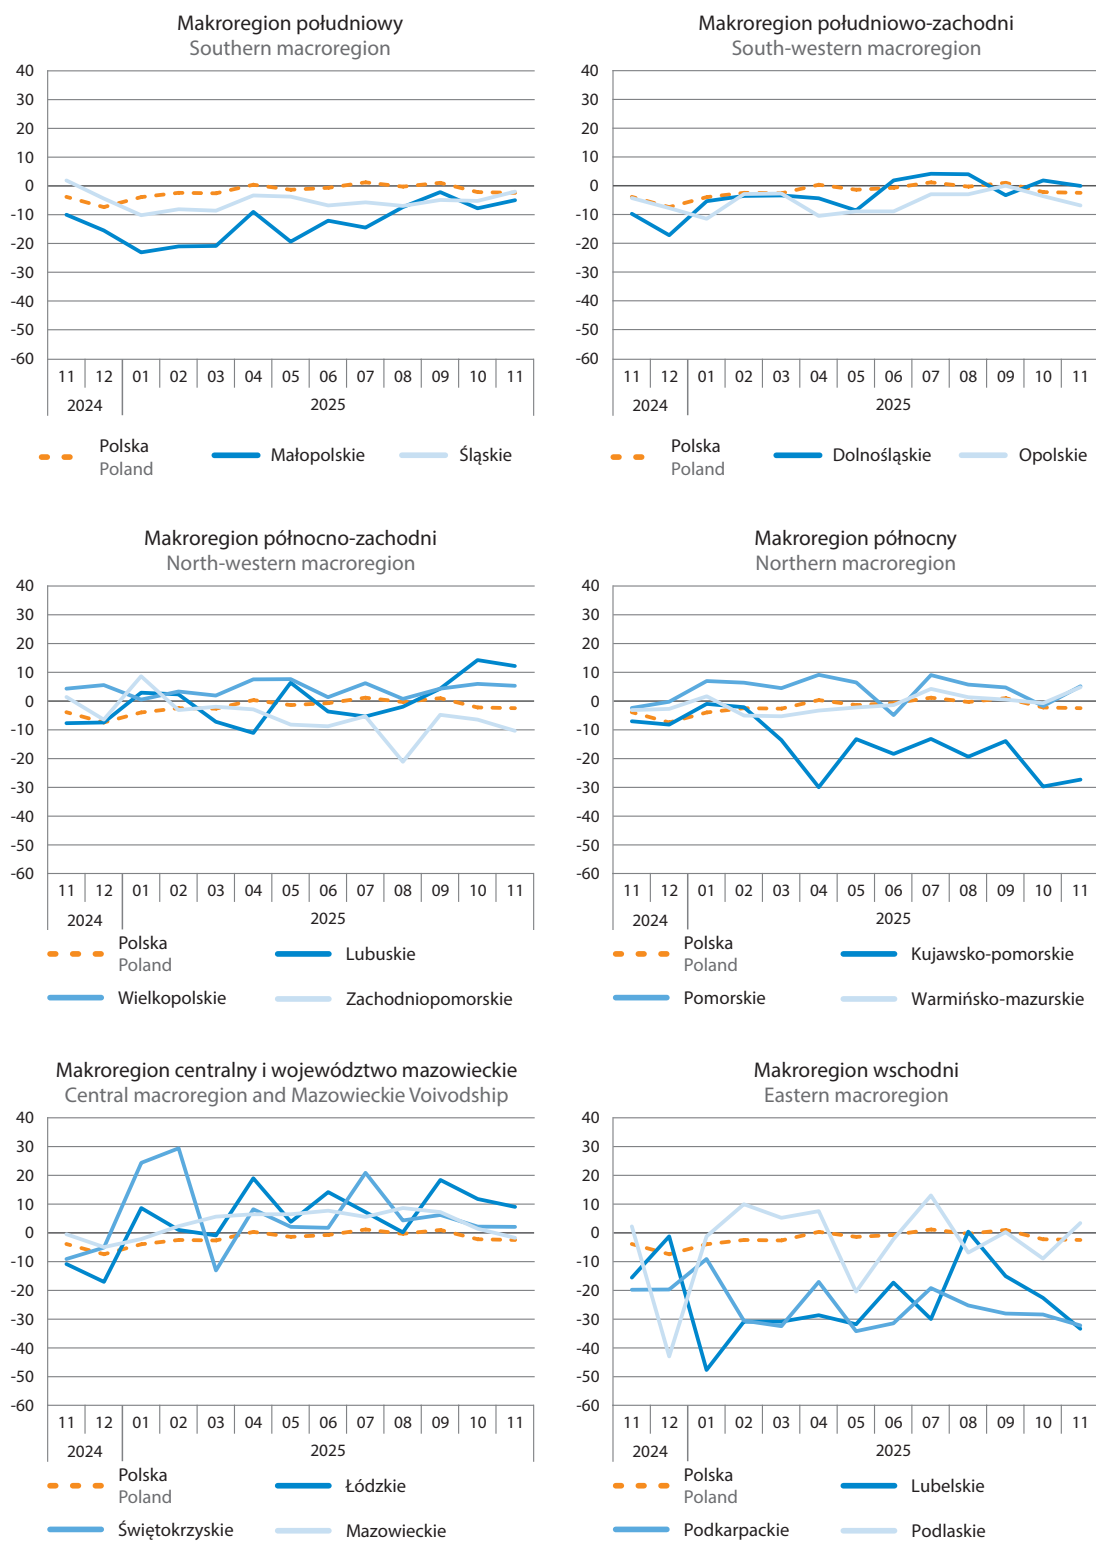 Makroregion południowy
Southern macroregion
40
30
20
10
0
-10
-20
-30
-40
-50
-60
11 12 01 02 03 04 05 06 07 08 09 10 11
2024 2025
Polska
Poland
Małopolskie
Śląskie
Makroregion południowo-zachodni
South-western macroregion
40
30
20
10
0
-10
-20
-30
-40
-50
-60
11 12 01 02 03 04 05 06 07 08 09 10 11
2024 2025
Polska
Poland
Dolnośląskie
Opolskie
Makroregion północno-zachodni
North-western macroregion
40
30
20
10
0
-10
-20
-30
-40
-50
-60
11 12 01 02 03 04 05 06 07 08 09 10 11
2024 2025
Polska
Poland
Lubuskie
Wielkopolskie
Zachodniopomorskie
Makroregion północny
Northern macroregion
40
30
20
10
0
-10
-20
-30
-40
-50
-60
11 12 01 02 03 04 05 06 07 08 09 10 11
2024 2025
Polska
Poland
Kujawsko-pomorskie
Pomorskie
Warmińsko-mazurskie
Makroregion centralny i województwo mazowieckie
Central macroregion and Mazowieckie Voivodship
40
30
20
10
0
-10
-20
-30
-40
-50
-60
11 12 01 02 03 04 05 06 07 08 09 10 11
2024 2025
Polska
Poland
Łódzkie
Świętokrzyskie
Mazowieckie
Makroregion wschodni
Eastern macroregion
40
30
20
10
0
-10
-20
-30
-40
-50
-60
11 12 01 02 03 04 05 06 07 08 09 10 11
2024 2025
Polska
Poland
Lubelskie
Podkarpackie
Podlaskie